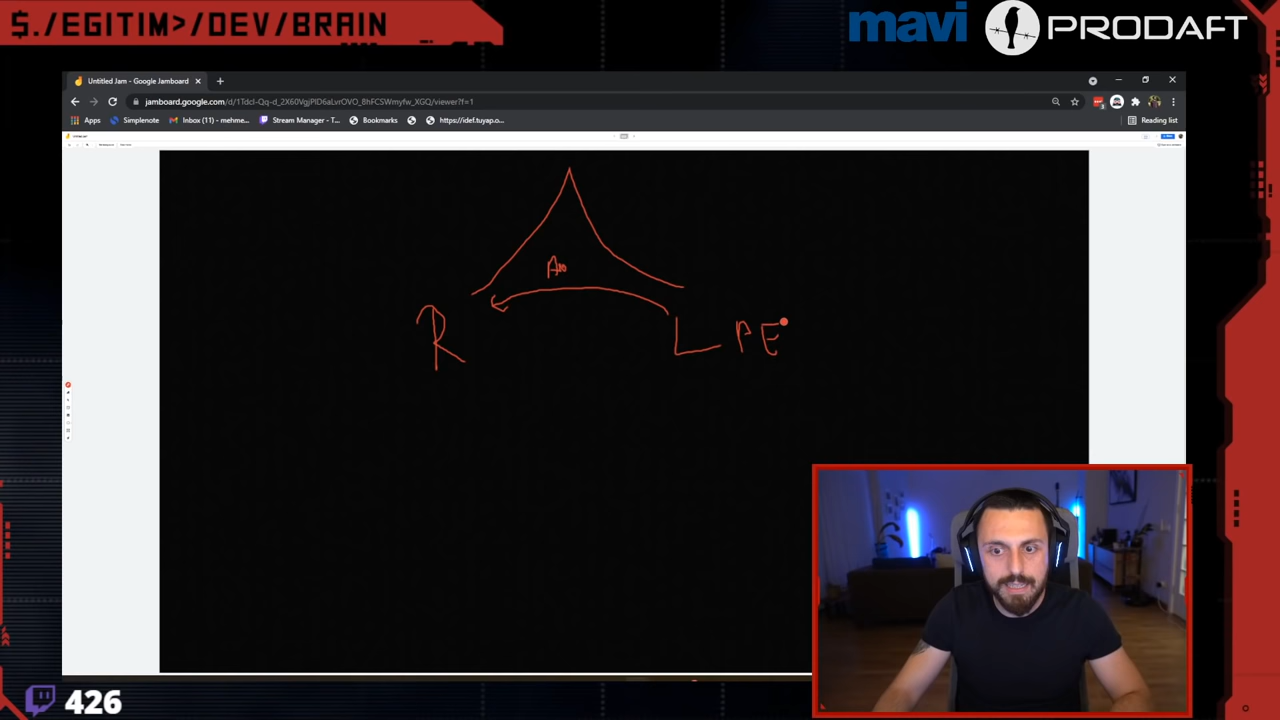 $./EGITIM>/DEV/BRAIN
mavi PRODAFT
Untitled Jam - Google Jamboard
jamboard.google.com/d/1Tdcl-Qq-d_2X60VgjPlD6aLvrOVO_8hFCSWmyfw_XGQ/viewer?f=1
Apps Simplenote Inbox (11) - mehme... Stream Manager - T... Bookmarks https://idef.tuyap.o... Reading list
R
LPE
426